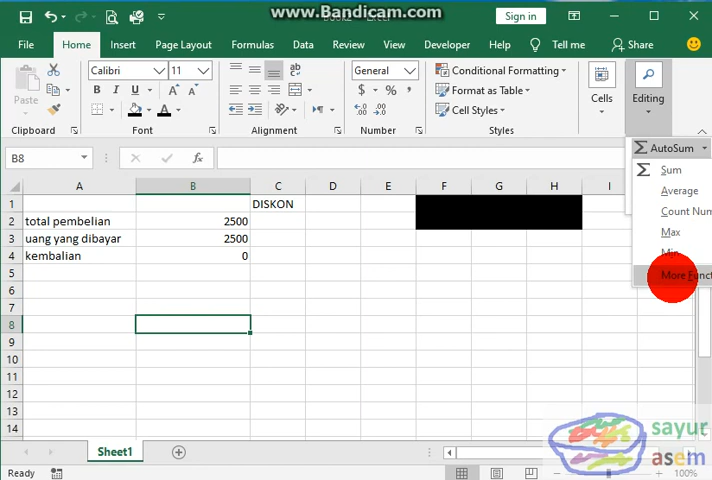 www.Bandicam.com
Sign in
File Home Insert Page Layout Formulas Data Review View Developer Help Tell me Share
Paste
Calibri 11
General
Conditional Formatting
Cells
Editing
B I U A A
$ % ,
Format as Table
Cell Styles
Clipboard Font Alignment Number Styles
AutoSum
B8 fx
Sum
A B C D E F G H I
Average
1 DISKON
Count Num
2 total pembelian 2500
Max
3 uang yang dibayar 2500
Min
4 kembalian 0
More Funct
5
6
7
8
9
10
11
12
13
14
sayur
asem
Sheet1
Ready
100%